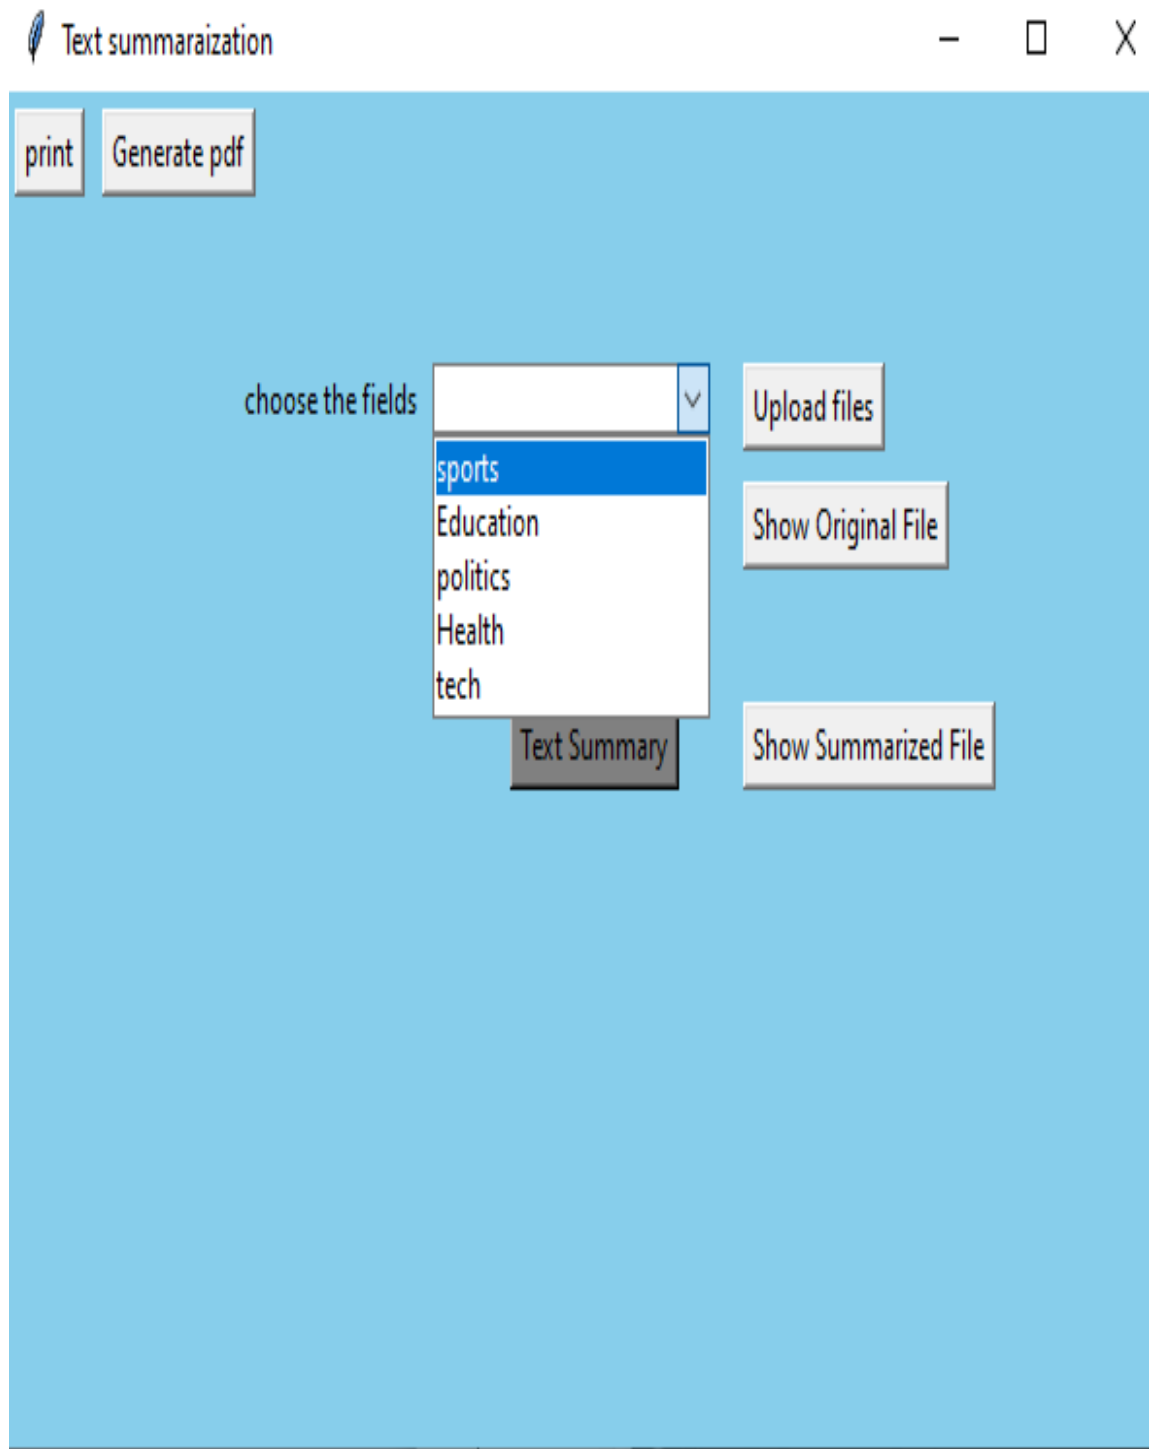 Text summaraization
print Generate pdf
choose the fields Upload files
sports
Education
politics
Health
tech
Show Original File
Text Summary Show Summarized File